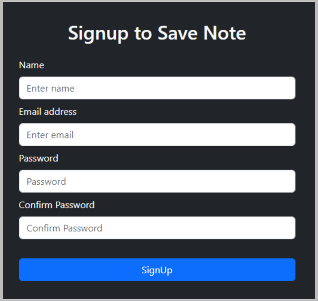 Signup to Save Note
Name
Enter name
Email address
Enter email
Password
Password
Confirm Password
Confirm Password
SignUp